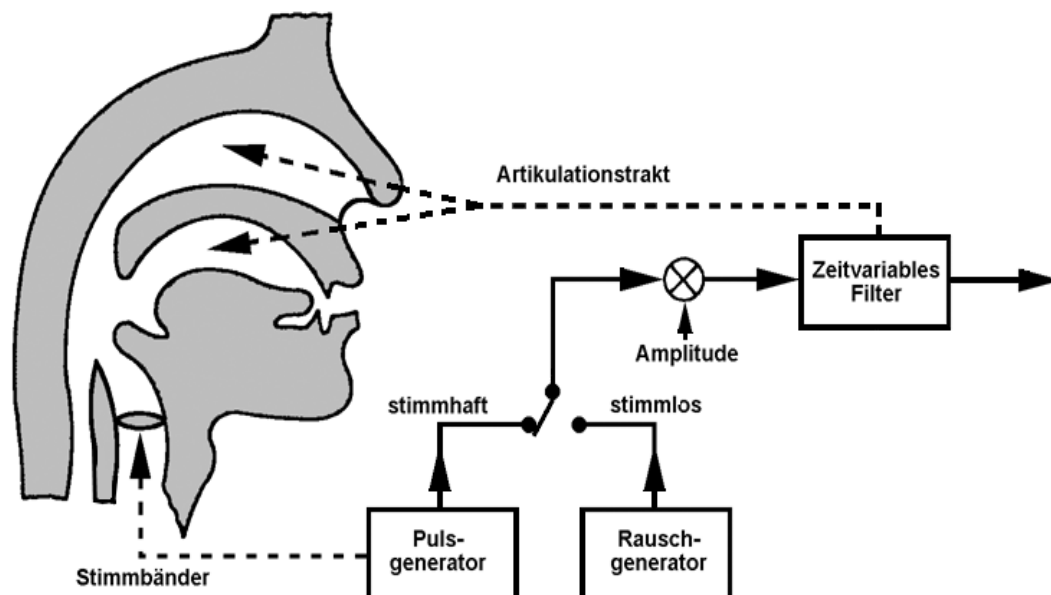 Artikulationstrakt
Zeitvariables
Filter
Amplitude
stimmhaft
stimmlos
Puls-
generator
Rausch-
generator
Stimmbänder